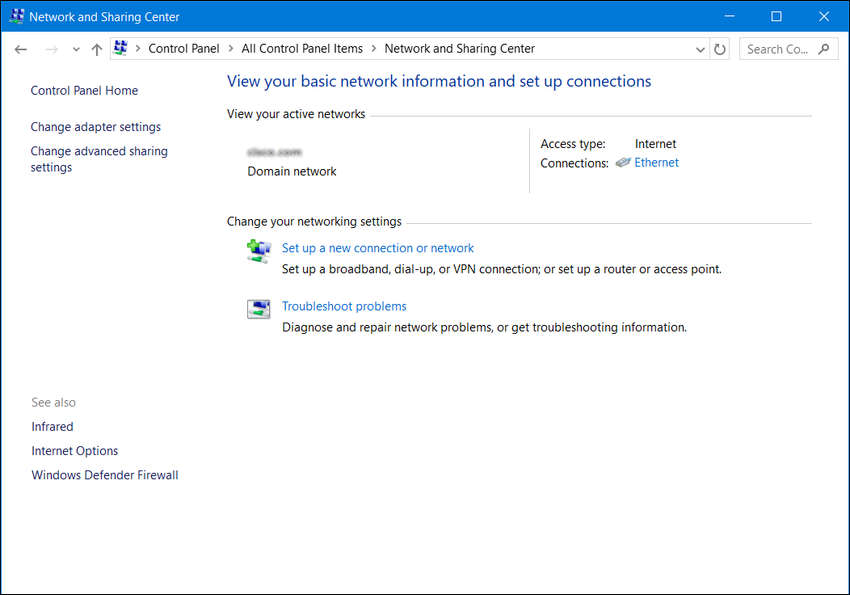 Network and Sharing Center
Control Panel > All Control Panel Items > Network and Sharing Center
Search Co...
Control Panel Home
Change adapter settings
Change advanced sharing
settings
View your basic network information and set up connections
View your active networks
Domain network
Access type: Internet
Connections: Ethernet
Change your networking settings
Set up a new connection or network
Set up a broadband, dial-up, or VPN connection; or set up a router or access point.
Troubleshoot problems
Diagnose and repair network problems, or get troubleshooting information.
See also
Infrared
Internet Options
Windows Defender Firewall